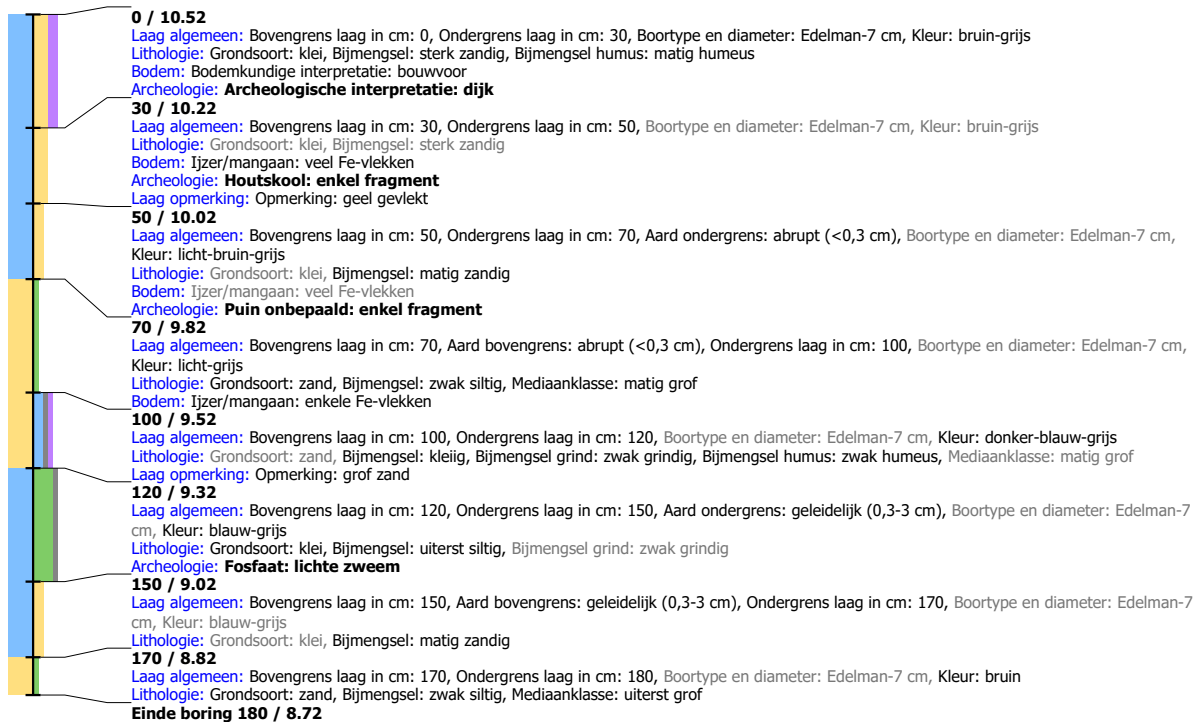 0 / 10.52
Laag algemeen: Bovengrens laag in cm: 0, Ondergrens laag in cm: 30, Boortype en diameter: Edelman-7 cm, Kleur: bruin-grijs
Lithologie: Grondsoort: klei, Bijmengsel: sterk zandig, Bijmengsel humus: matig humeus
Bodem: Bodemkundige interpretatie: bouwvoor
Archeologie: Archeologische interpretatie: dijk
30 / 10.22
Laag algemeen: Bovengrens laag in cm: 30, Ondergrens laag in cm: 50, Boortype en diameter: Edelman-7 cm, Kleur: bruin-grijs
Lithologie: Grondsoort: klei, Bijmengsel: sterk zandig
Bodem: Ijzer/mangaan: veel Fe-vlekken
Archeologie: Houtskool: enkel fragment
Laag opmerking: Opmerking: geel gevlekt
50 / 10.02
Laag algemeen: Bovengrens laag in cm: 50, Ondergrens laag in cm: 70, Aard ondergrens: abrupt (<0,3 cm), Boortype en diameter: Edelman-7 cm,
Kleur: licht-bruin-grijs
Lithologie: Grondsoort: klei, Bijmengsel: matig zandig
Bodem: Ijzer/mangaan: veel Fe-vlekken
Archeologie: Puin onbepaald: enkel fragment
70 / 9.82
Laag algemeen: Bovengrens laag in cm: 70, Aard bovengrens: abrupt (<0,3 cm), Ondergrens laag in cm: 100, Boortype en diameter: Edelman-7 cm,
Kleur: licht-grijs
Lithologie: Grondsoort: zand, Bijmengsel: zwak siltig, Mediaanklasse: matig grof
Bodem: Ijzer/mangaan: enkele Fe-vlekken
100 / 9.52
Laag algemeen: Bovengrens laag in cm: 100, Ondergrens laag in cm: 120, Boortype en diameter: Edelman-7 cm, Kleur: donker-blauw-grijs
Lithologie: Grondsoort: zand, Bijmengsel: kleiig, Bijmengsel grind: zwak grindig, Bijmengsel humus: zwak humeus, Mediaanklasse: matig grof
Laag opmerking: Opmerking: grof zand
120 / 9.32
Laag algemeen: Bovengrens laag in cm: 120, Ondergrens laag in cm: 150, Aard ondergrens: geleidelijk (0,3-3 cm), Boortype en diameter: Edelman-7
cm, Kleur: blauw-grijs
Lithologie: Grondsoort: klei, Bijmengsel: uiterst siltig, Bijmengsel grind: zwak grindig
Archeologie: Fosfaat: lichte zweem
150 / 9.02
Laag algemeen: Bovengrens laag in cm: 150, Aard bovengrens: geleidelijk (0,3-3 cm), Ondergrens laag in cm: 170, Boortype en diameter: Edelman-7
cm, Kleur: blauw-grijs
Lithologie: Grondsoort: klei, Bijmengsel: matig zandig
170 / 8.82
Laag algemeen: Bovengrens laag in cm: 170, Ondergrens laag in cm: 180, Boortype en diameter: Edelman-7 cm, Kleur: bruin
Lithologie: Grondsoort: zand, Bijmengsel: zwak siltig, Mediaanklasse: uiterst grof
Einde boring 180 / 8.72